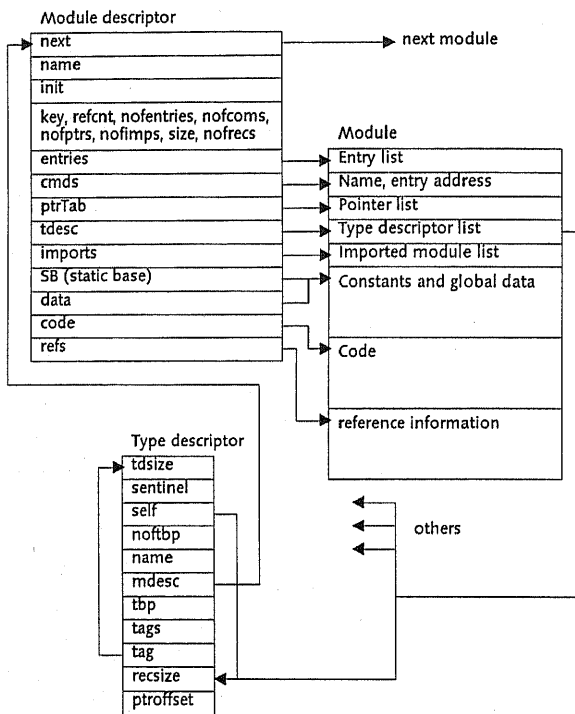 Module descriptor
next
next module
name
init
key, refcnt, nofentries, nofcoms,
nofptrs, nofimps, size, nofrecs
entries
cmds
ptrTab
tdesc
imports
SB (static base)
data
code
refs
Module
Entry list
Name, entry address
Pointer list
Type descriptor list
Imported module list
Constants and global data
Code
reference information
Type descriptor
tdsize
sentinel
self
noftbp
name
mdesc
tbp
tags
tag
recsize
ptroffset
others